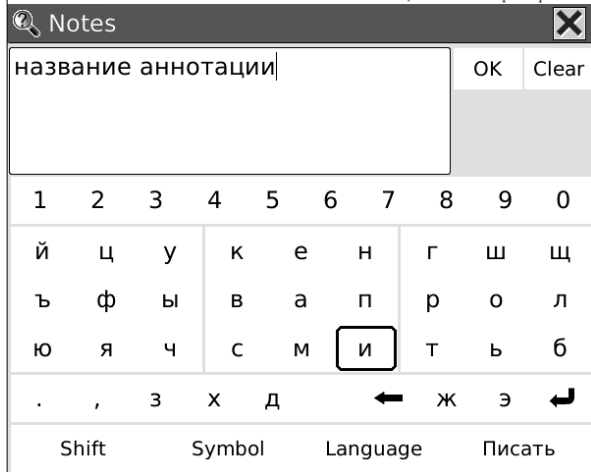 Notes
название аннотации
OK Clear
1 2 3 4 5 6 7 8 9 0
й ц у к е н г ш щ
ъ ф ы в а п р о л
ю я ч с м и т ь б
. , з х д ж э
Shift Symbol Language Писать